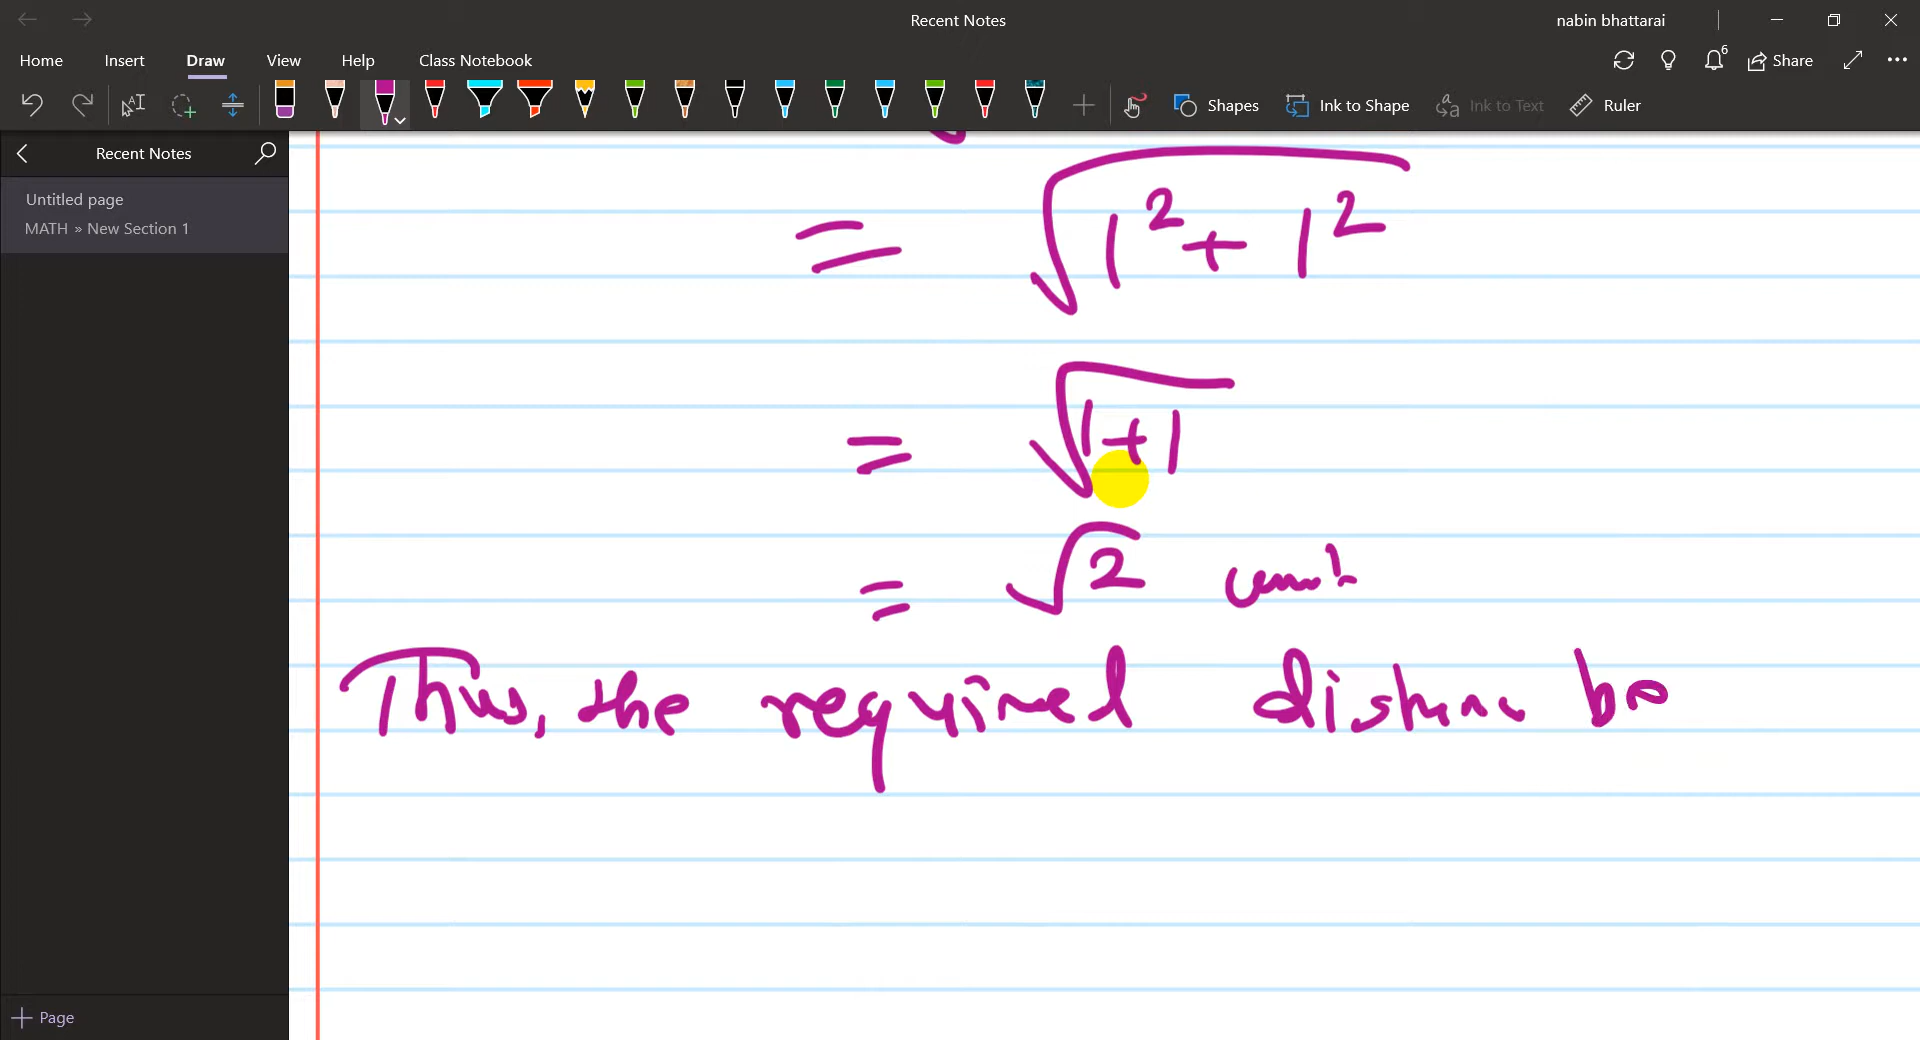 Recent Notes
nabin bhattarai
Home Insert Draw View Help Class Notebook
6
Share
Shapes Ink to Shape Ink to Text Ruler
Recent Notes
Untitled page
MATH » New Section 1
= √1² + 1²
= √1+1
= √2
Thus, the required be
+ Page